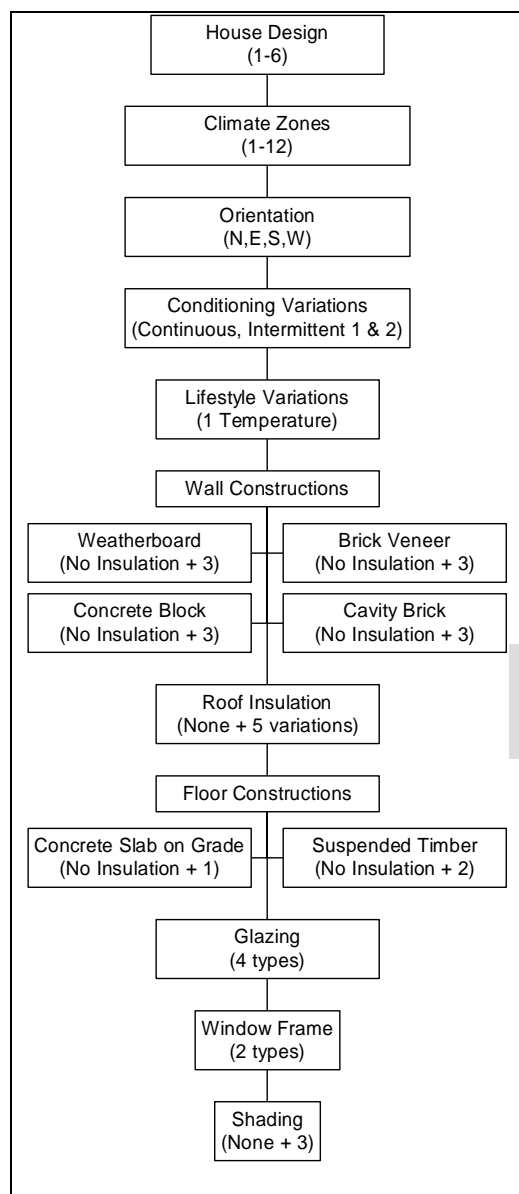 House Design
(1-6)
Climate Zones
(1-12)
Orientation
(N,E,S,W)
Conditioning Variations
(Continuous, Intermittent 1 & 2)
Lifestyle Variations
(1 Temperature)
Wall Constructions
Weatherboard
(No Insulation + 3)
Brick Veneer
(No Insulation + 3)
Concrete Block
(No Insulation + 3)
Cavity Brick
(No Insulation + 3)
Roof Insulation
(None + 5 variations)
Floor Constructions
Concrete Slab on Grade
(No Insulation + 1)
Suspended Timber
(No Insulation + 2)
Glazing
(4 types)
Window Frame
(2 types)
Shading
(None + 3)